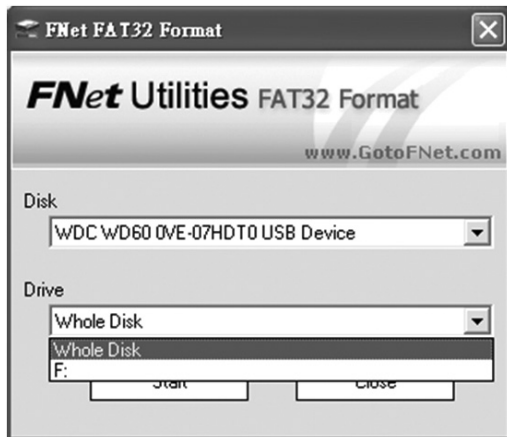 FNet FAT32 Format
FNet Utilities FAT32 Format
www.GotoFNet.com
Disk
WDC WD60 0VE-07HDT0 USB Device
Drive
Whole Disk
Whole Disk
F:
Start Close